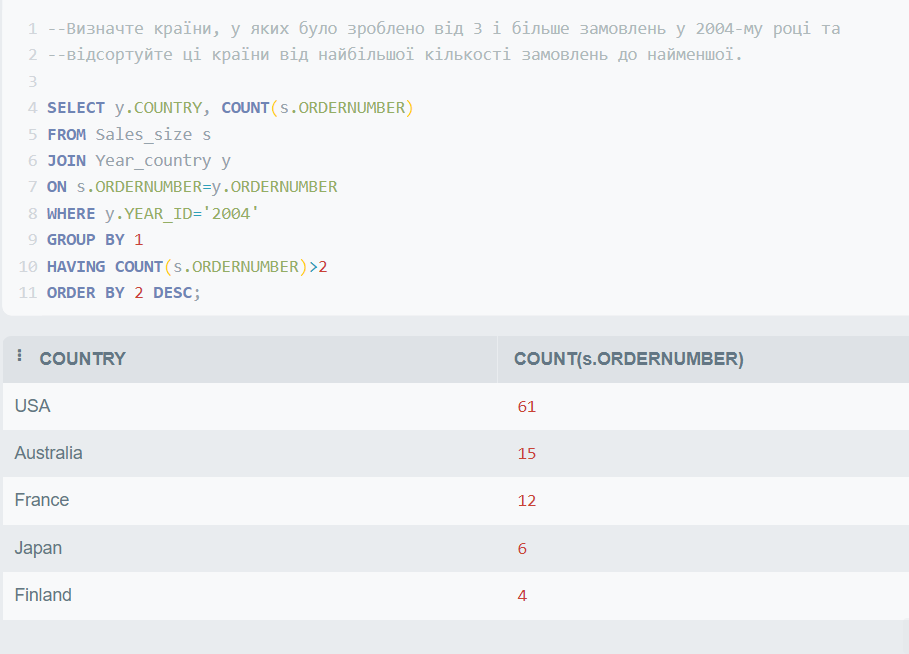 1 --Визначте країни, у яких було зроблено від 3 і більше замовлень у 2004-му році та
2 --відсортуйте ці країни від найбільшої кількості замовлень до найменшої.
3
4 SELECT y.COUNTRY, COUNT(s.ORDERNUMBER)
5 FROM Sales_size s
6 JOIN Year_country y
7 ON s.ORDERNUMBER=y.ORDERNUMBER
8 WHERE y.YEAR_ID='2004'
9 GROUP BY 1
10 HAVING COUNT(s.ORDERNUMBER)>2
11 ORDER BY 2 DESC;
COUNTRY COUNT(s.ORDERNUMBER)
USA 61
Australia 15
France 12
Japan 6
Finland 4